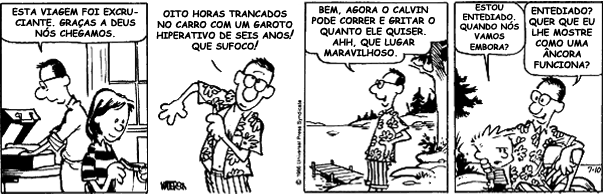 ESTA VIAGEM FOI EXCRU-
CIANTE. GRAÇAS A DEUS
NÓS CHEGAMOS.
OITO HORAS TRANCADOS
NO CARRO COM UM GAROTO
HIPERATIVO DE SEIS ANOS!
QUE SUFOCO!
BEM, AGORA O CALVIN
PODE CORRER E GRITAR O
QUANTO ELE QUISER.
AHH, QUE LUGAR
MARAVILHOSO.
ESTOU
ENTEDIADO.
QUANDO NÓS
VAMOS
EMBORA?
ENTEDIADO?
QUER QUE EU
LHE MOSTRE
COMO UMA
ÂNCORA
FUNCIONA?
© 1986 Universal Press Syndicate
7-10